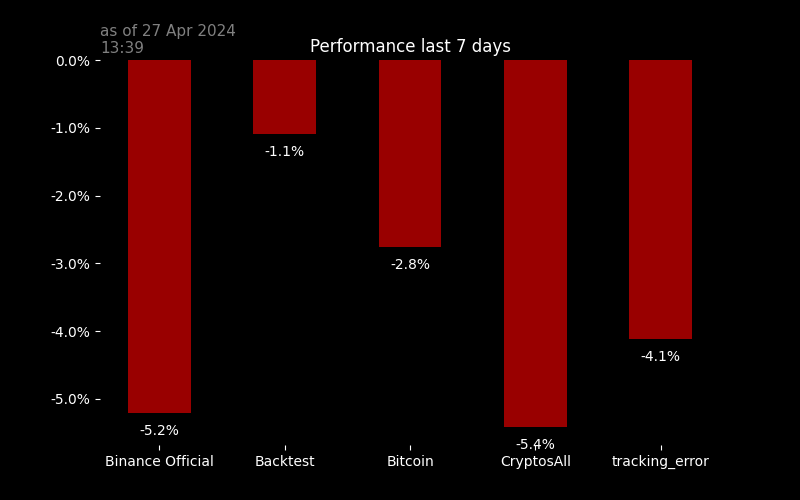 as of 27 Apr 2024
13:39
Performance last 7 days
0.0%
-1.0%
-2.0%
-3.0%
-4.0%
-5.0%
-5.2%
-1.1%
-2.8%
-5.4%
-4.1%
Binance Official
Backtest
Bitcoin
CryptosAll
tracking_error